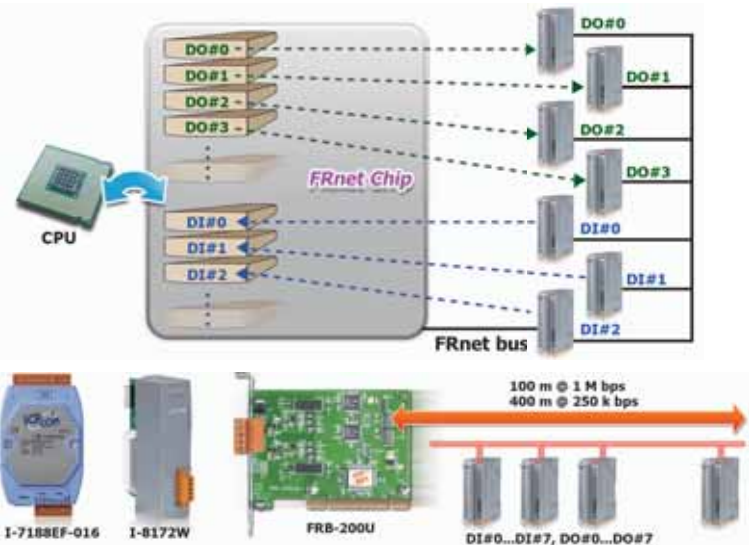 DO#0
DO#1
DO#2
DO#3
FRnet Chip
CPU
DI#0
DI#1
DI#2
DO#0
DO#1
DO#2
DO#3
DI#0
DI#1
DI#2
FRnet bus
100 m @ 1 M bps
400 m @ 250 k bps
I-7188EF-016
I-8172W
FRB-200U
DI#0...DI#7, DO#0...DO#7